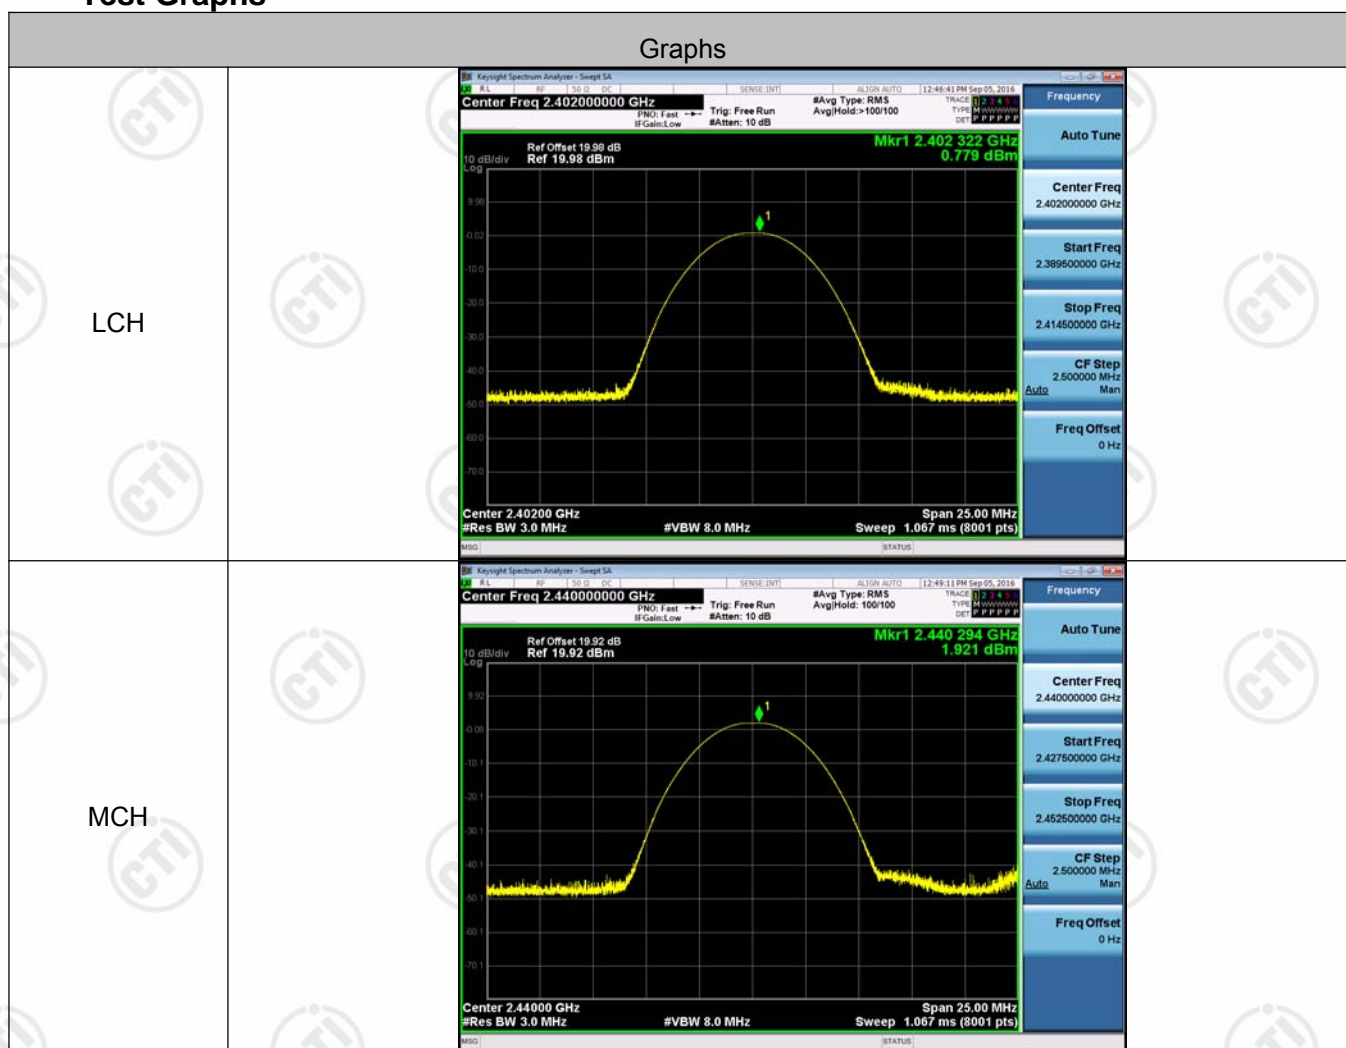 Test Graphs
Graphs
LCH
Keysight Spectrum Analyzer - Swept SA
RL RF 50 Ω DC SENSE:INT ALIGN AUTO 12:46:41 PM Sep 05, 2016
Center Freq 2.402000000 GHz
PNO: Fast
IFGain:Low
Trig: Free Run
#Atten: 10 dB
#Avg Type: RMS
Avg|Hold:>100/100
TRACE 1 2 3 4 5 6
TYPE M W W W W W
DET P P P P P P
Mkr1 2.402 322 GHz
0.779 dBm
Ref Offset 19.98 dB
10 dB/div Ref 19.98 dBm
Log
9.98
-0.02
-10.0
-20.0
-30.0
-40.0
-50.0
-60.0
-70.0
1
Center 2.40200 GHz Span 25.00 MHz
#Res BW 3.0 MHz #VBW 8.0 MHz Sweep 1.067 ms (8001 pts)
MSG STATUS
Frequency
Auto Tune
Center Freq
2.402000000 GHz
Start Freq
2.389500000 GHz
Stop Freq
2.414500000 GHz
CF Step
2.500000 MHz
Auto Man
Freq Offset
0 Hz
MCH
Keysight Spectrum Analyzer - Swept SA
RL RF 50 Ω DC SENSE:INT ALIGN AUTO 12:49:11 PM Sep 05, 2016
Center Freq 2.440000000 GHz
PNO: Fast
IFGain:Low
Trig: Free Run
#Atten: 10 dB
#Avg Type: RMS
Avg|Hold: 100/100
TRACE 1 2 3 4 5 6
TYPE M W W W W W
DET P P P P P P
Mkr1 2.440 294 GHz
1.921 dBm
Ref Offset 19.92 dB
10 dB/div Ref 19.92 dBm
Log
9.92
-0.08
-10.1
-20.1
-30.1
-40.1
-50.1
-60.1
-70.1
1
Center 2.44000 GHz Span 25.00 MHz
#Res BW 3.0 MHz #VBW 8.0 MHz Sweep 1.067 ms (8001 pts)
MSG STATUS
Frequency
Auto Tune
Center Freq
2.440000000 GHz
Start Freq
2.427500000 GHz
Stop Freq
2.452500000 GHz
CF Step
2.500000 MHz
Auto Man
Freq Offset
0 Hz
CTI